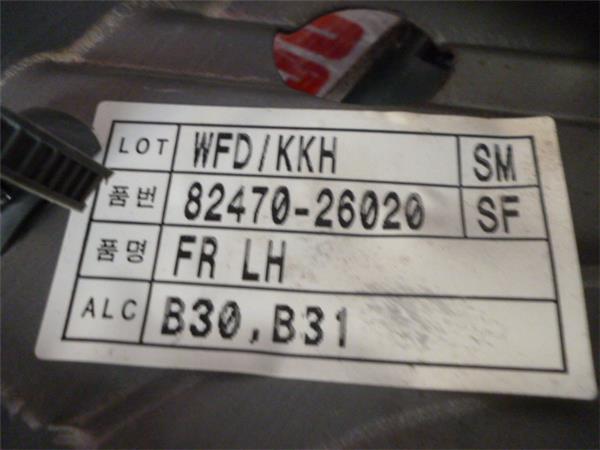 LOT WFD/KKH SM
품번 82470-26020 SF
품명 FR LH
ALC B30,B31